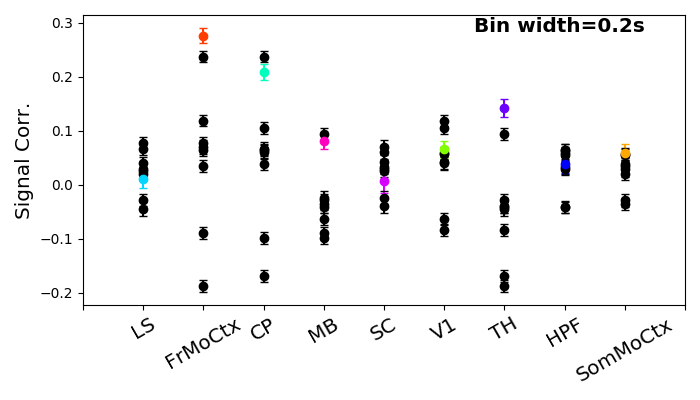 Bin width=0.2s
Signal Corr.
0.3
0.2
0.1
0.0
−0.1
−0.2
LS
FrMoCtx
CP
MB
SC
V1
TH
HPF
SomMoCtx